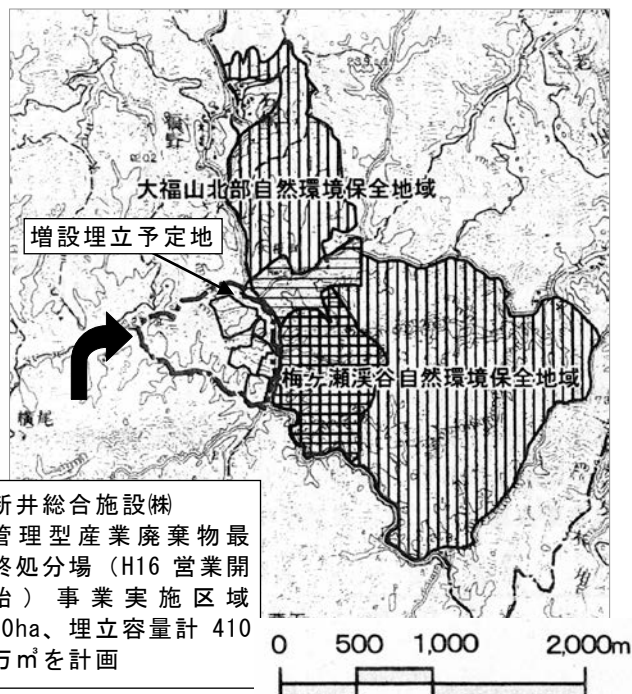 大福山北部自然環境保全地域
増設埋立予定地
梅ヶ瀬渓谷自然環境保全地域
横尾
新井総合施設㈱
管理型産業廃棄物最
終処分場（H16 営業開
始）事業実施区域
0ha、埋立容量計 410
万㎥を計画
0 500 1,000 2,000m